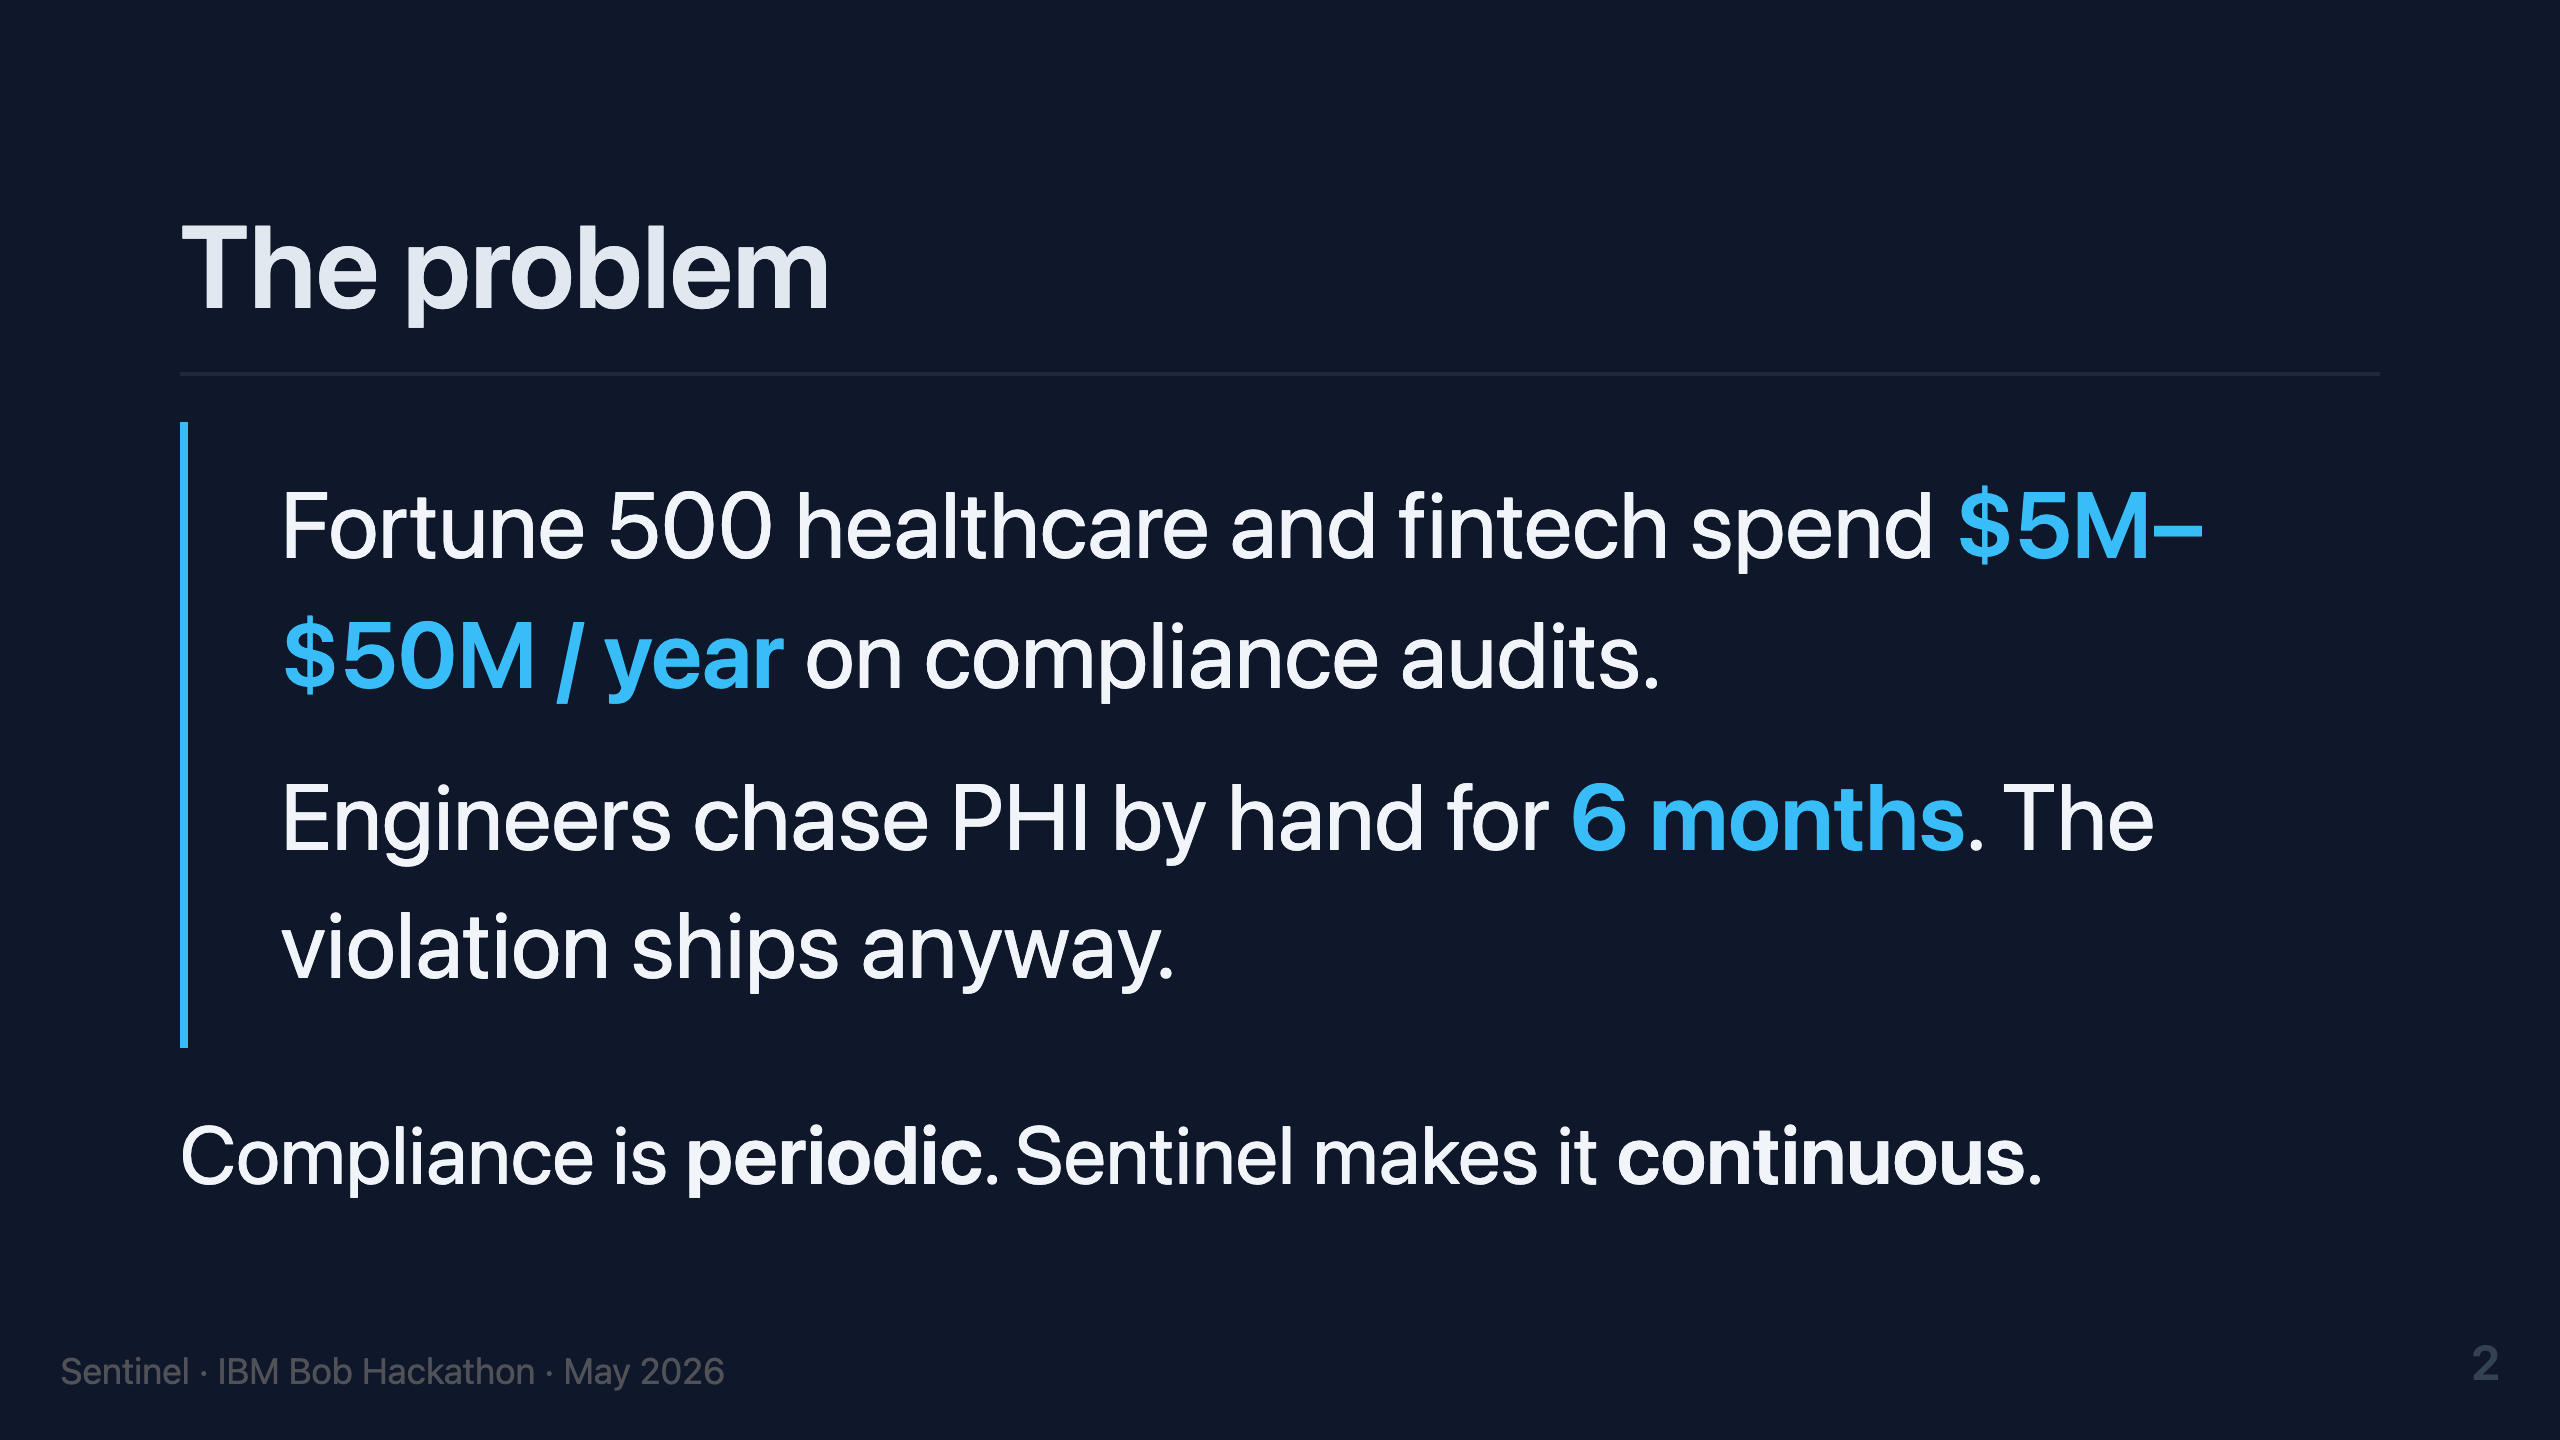 The problem
Fortune 500 healthcare and fintech spend $5M–
$50M / year on compliance audits.
Engineers chase PHI by hand for 6 months. The
violation ships anyway.
Compliance is periodic. Sentinel makes it continuous.
Sentinel · IBM Bob Hackathon · May 2026
2